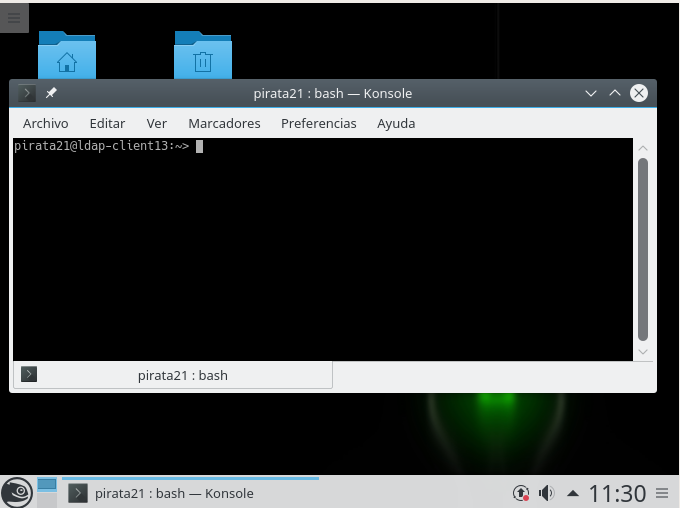 pirata21 : bash — Konsole
Archivo Editar Ver Marcadores Preferencias Ayuda
pirata21@ldap-client13:~>
pirata21 : bash
pirata21 : bash — Konsole
11:30